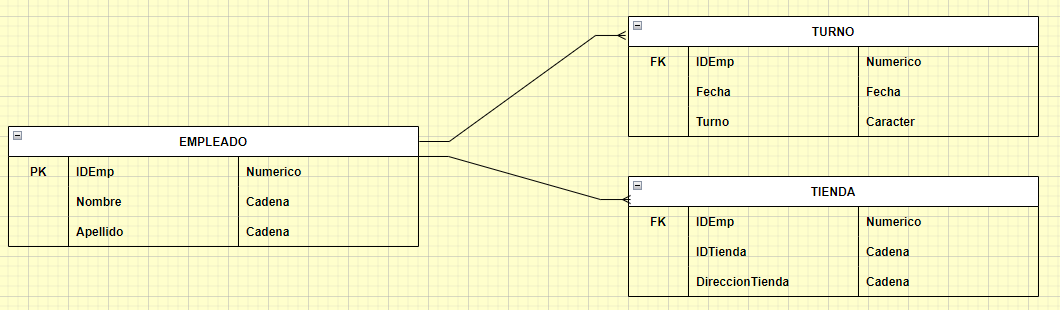 TURNO
FK IDEmp Numerico
Fecha Fecha
Turno Caracter
EMPLEADO
PK IDEmp Numerico
Nombre Cadena
Apellido Cadena
TIENDA
FK IDEmp Numerico
IDTienda Cadena
DireccionTienda Cadena